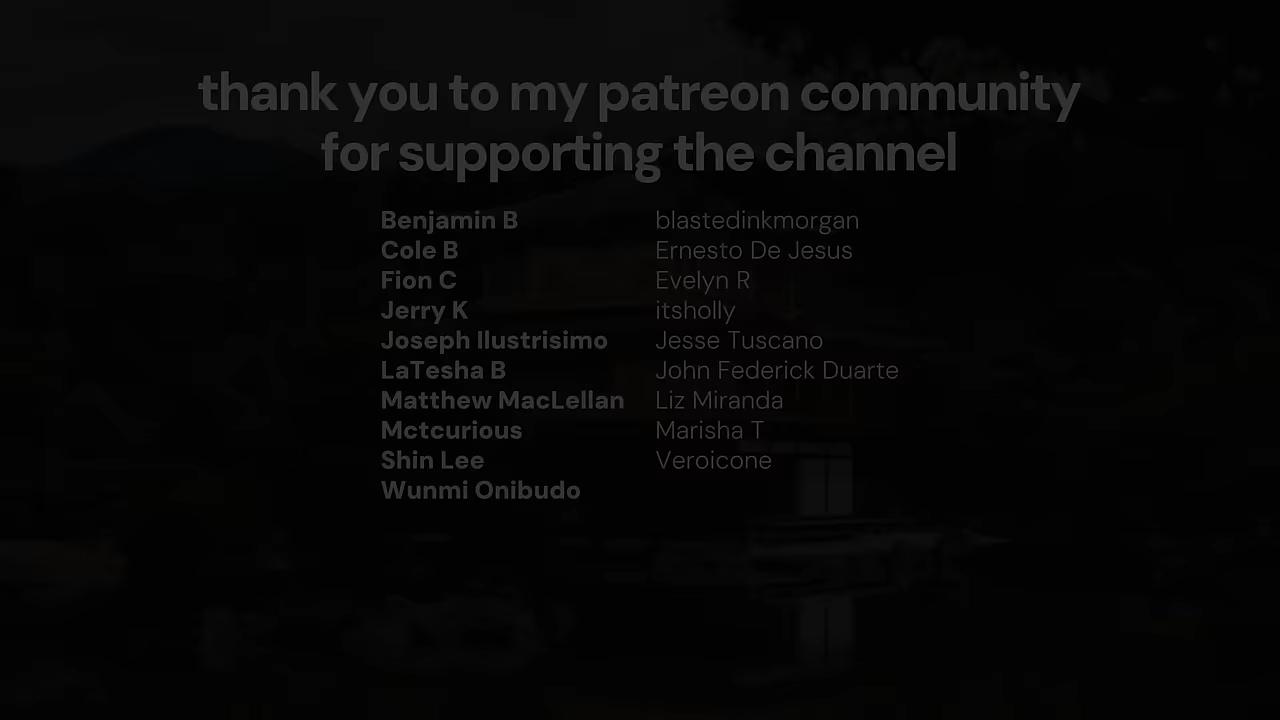 thank you to my patreon community
for supporting the channel
Benjamin B
Cole B
Fion C
Jerry K
Joseph Ilustrisimo
LaTesha B
Matthew MacLellan
Mctcurious
Shin Lee
Wunmi Onibudo
blastedinkmorgan
Ernesto De Jesus
Evelyn R
itsholly
Jesse Tuscano
John Federick Duarte
Liz Miranda
Marisha T
Veroicone